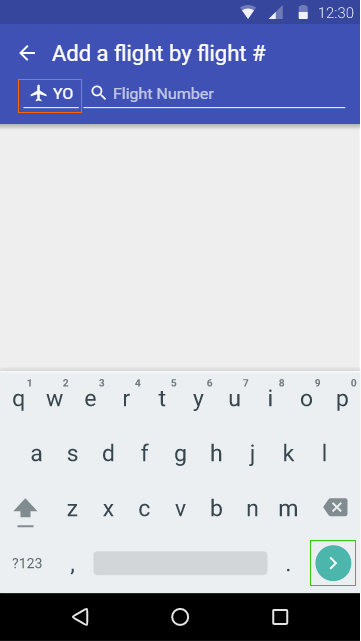 12:30
Add a flight by flight #
YO Flight Number
1 2 3 4 5 6 7 8 9 0
q w e r t y u i o p
a s d f g h j k l
z x c v b n m
?123 , .